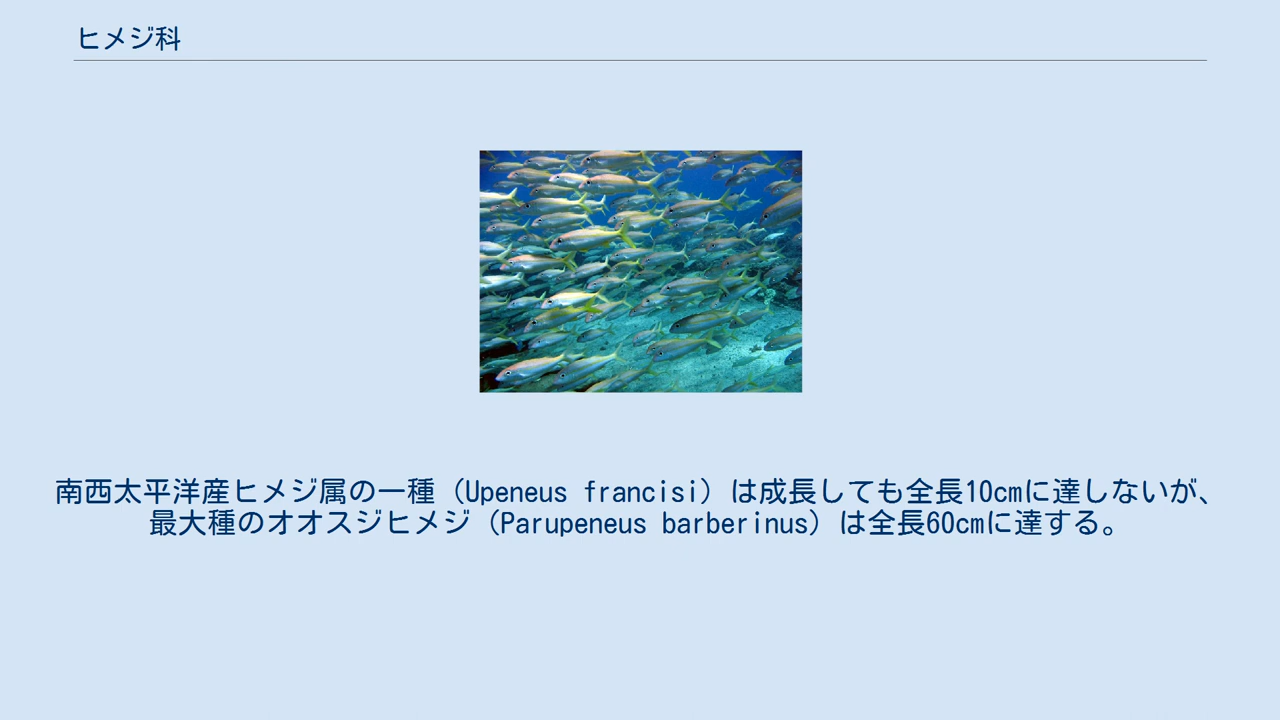 ヒメジ科
南西太平洋産ヒメジ属の一種（Upeneus francisi）は成長しても全長10cmに達しないが、
最大種のオオスジヒメジ（Parupeneus barberinus）は全長60cmに達する。